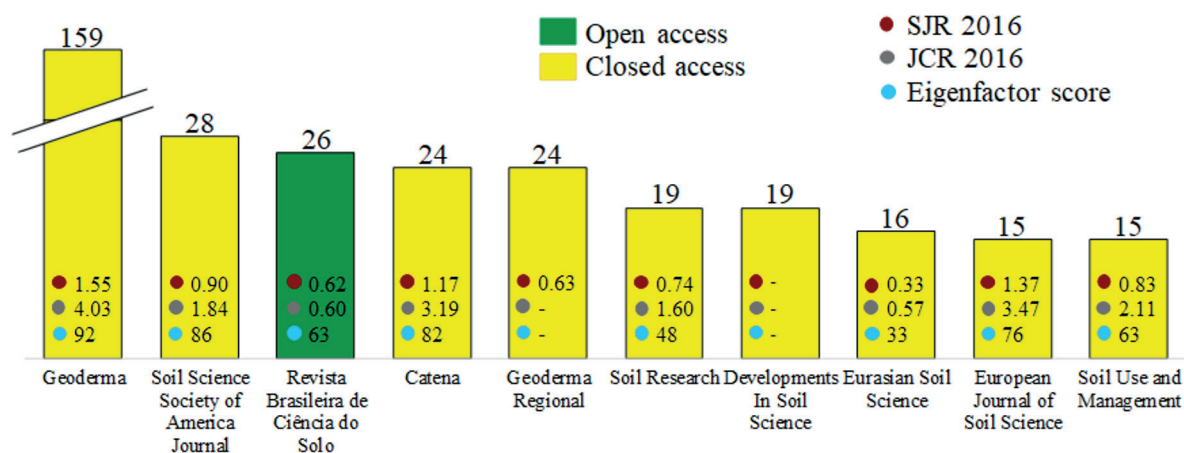 159
Open access
Closed access
SJR 2016
JCR 2016
Eigenfactor score
28
26
24
24
19
19
16
15
15
1.55
4.03
92
0.90
1.84
86
0.62
0.60
63
1.17
3.19
82
0.63
-
-
0.74
1.60
48
-
-
-
0.33
0.57
33
1.37
3.47
76
0.83
2.11
63
Geoderma
Soil Science
Society of
America
Journal
Revista
Brasileira de
Ciência do
Solo
Catena
Geoderma
Regional
Soil Research
Developments
In Soil
Science
Eurasian Soil
Science
European
Journal of
Soil Science
Soil Use and
Management